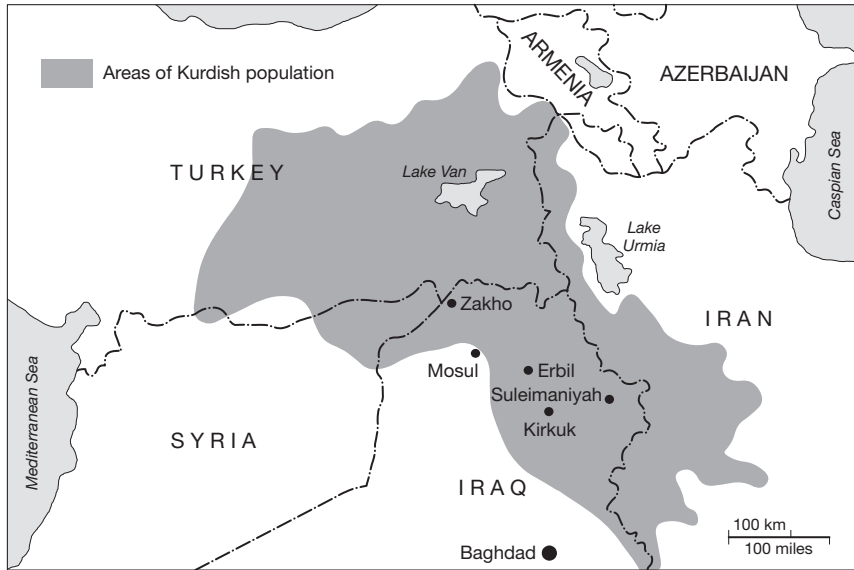 Areas of Kurdish population
ARMENIA
AZERBAIJAN
TURKEY
Lake Van
Caspian Sea
Lake
Urmia
Zakho
IRAN
Mosul
Erbil
Suleimaniyah
Kirkuk
Mediterranean Sea
SYRIA
IRAQ
Baghdad
100 km
100 miles